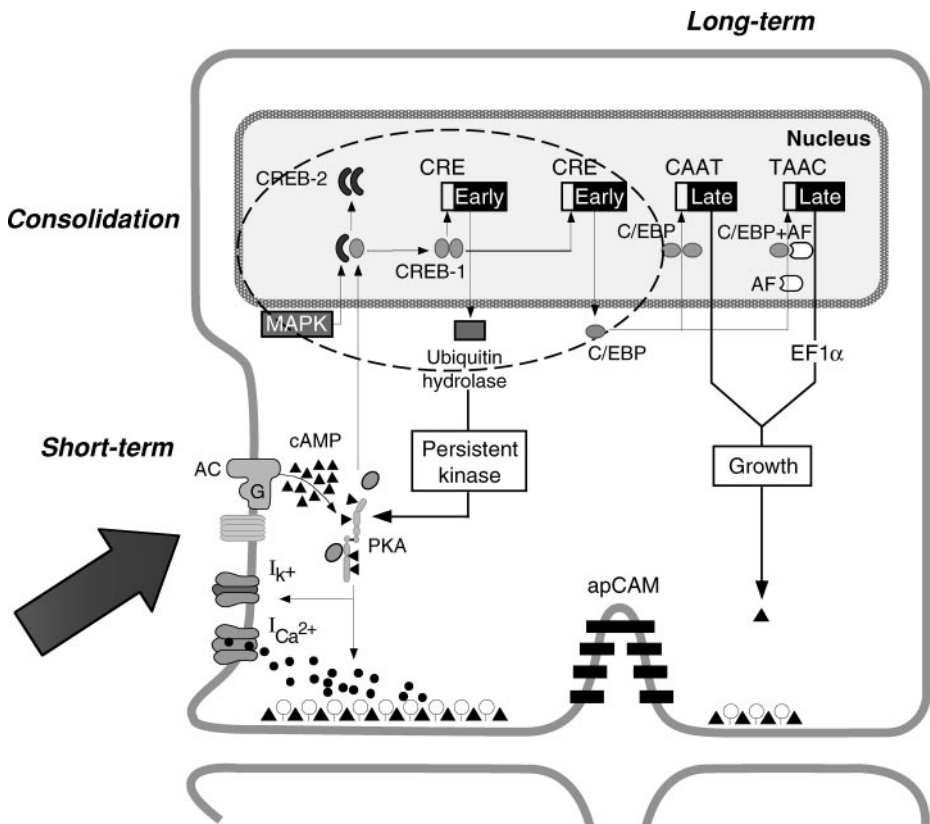 Long-term
Nucleus
CREB-2
CRE
Early
CRE
Early
CAAT
Late
TAAC
Late
Consolidation
CREB-1
C/EBP
C/EBP+AF
AF
MAPK
Ubiquitin
hydrolase
C/EBP
EF1α
Short-term
cAMP
AC
G
Persistent
kinase
Growth
PKA
Ik+
ICa2+
apCAM